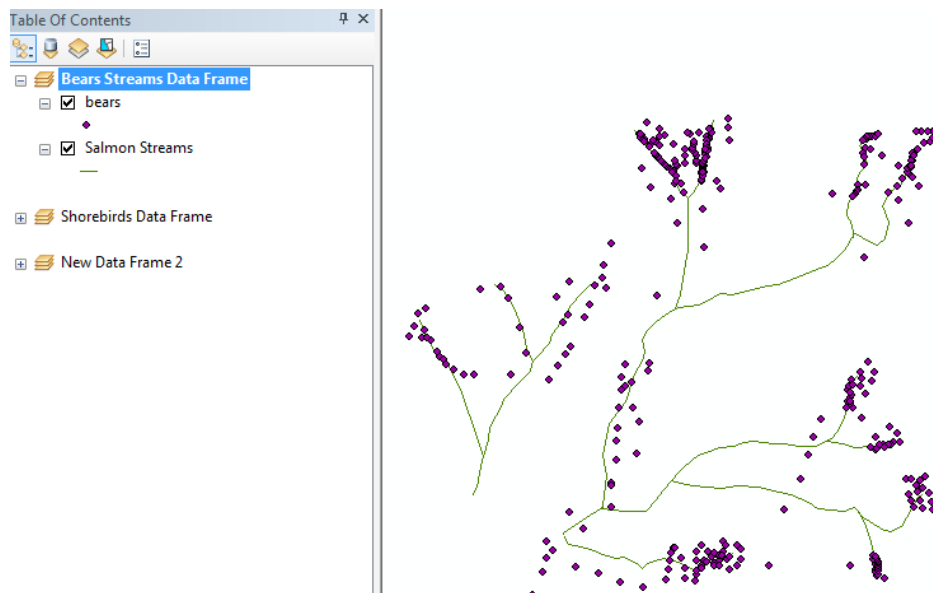 Table Of Contents
Bears Streams Data Frame
bears
Salmon Streams
Shorebirds Data Frame
New Data Frame 2